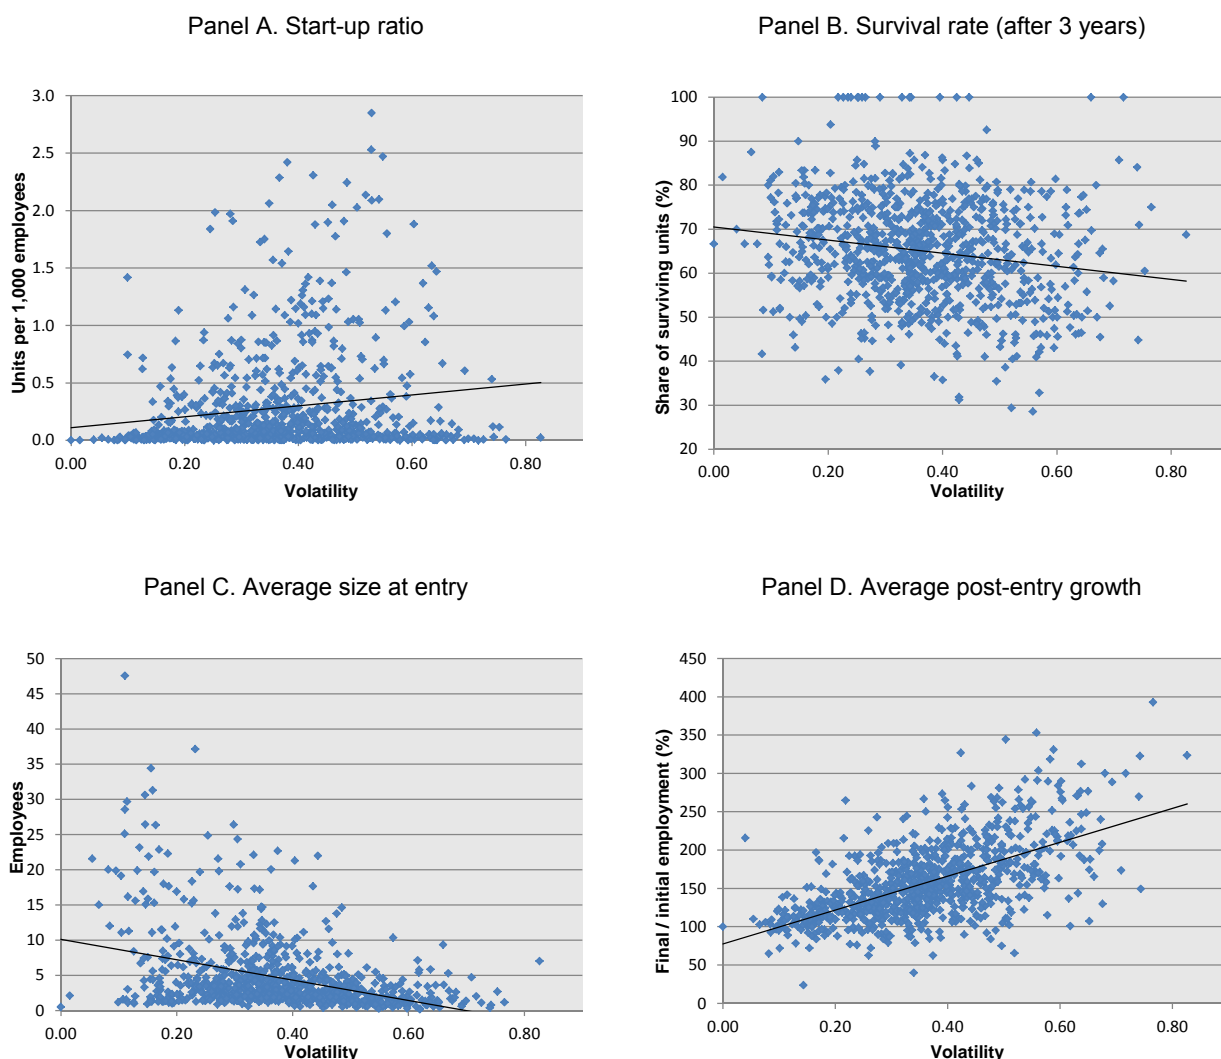 Panel A. Start-up ratio
Units per 1,000 employees
3.0
2.5
2.0
1.5
1.0
0.5
0.0
0.00 0.20 0.40 0.60 0.80
Volatility
Panel B. Survival rate (after 3 years)
Share of surviving units (%)
100
90
80
70
60
50
40
30
20
0.00 0.20 0.40 0.60 0.80
Volatility
Panel C. Average size at entry
Employees
50
45
40
35
30
25
20
15
10
5
0
0.00 0.20 0.40 0.60 0.80
Volatility
Panel D. Average post-entry growth
Final / initial employment (%)
450
400
350
300
250
200
150
100
50
0
0.00 0.20 0.40 0.60 0.80
Volatility